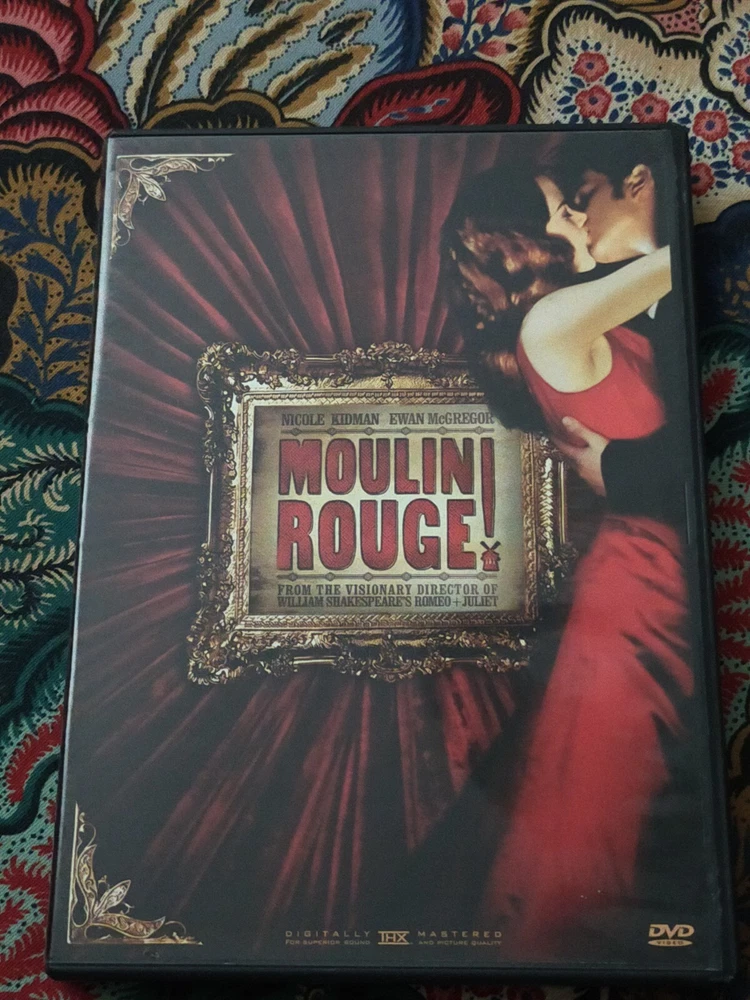 NICOLE KIDMAN EWAN McGREGOR
MOULIN
ROUGE!
FROM THE VISIONARY DIRECTOR OF
WILLIAM SHAKESPEARE'S ROMEO + JULIET
DIGITALLY THX MASTERED
FOR SUPERIOR SOUND AND PICTURE QUALITY
DVD
VIDEO